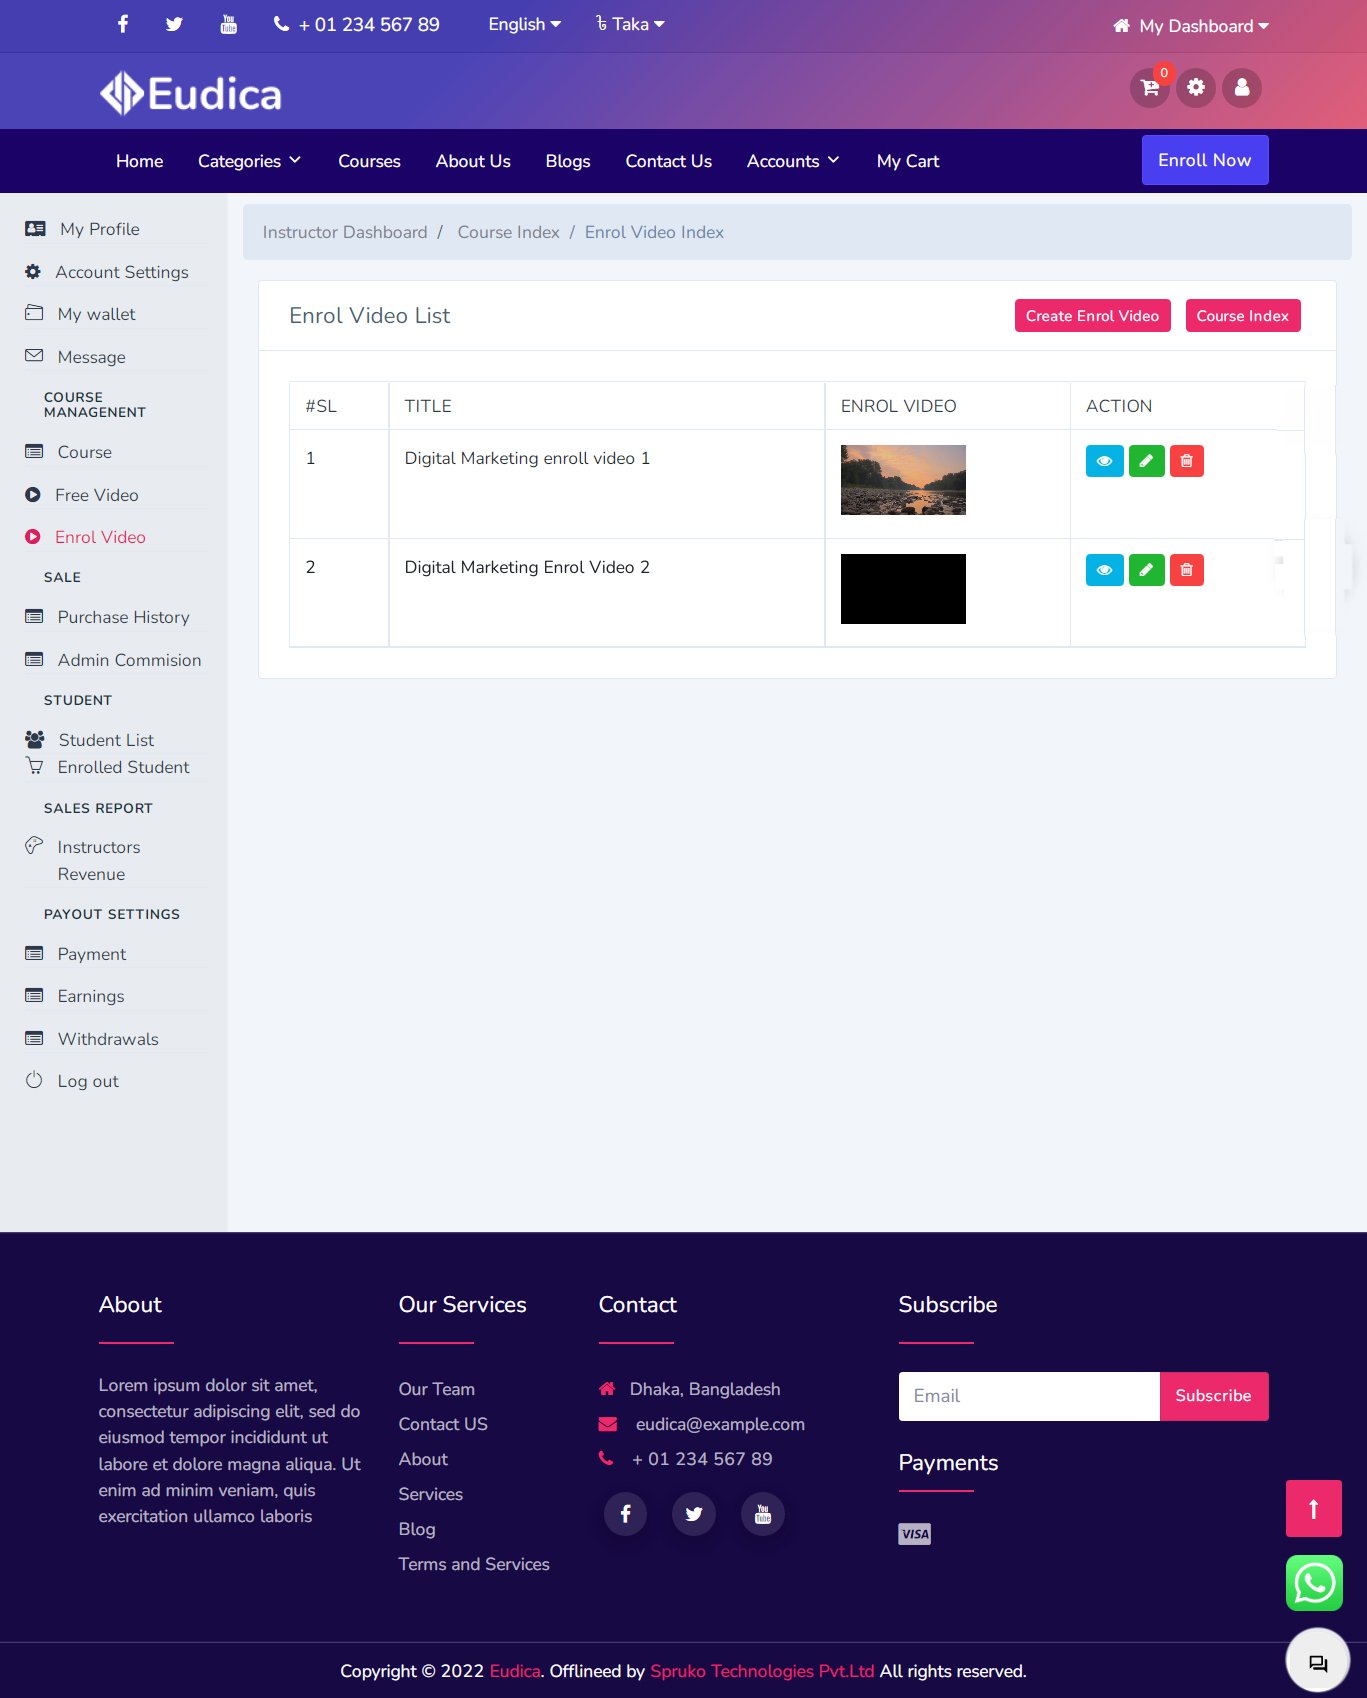 + 01 234 567 89
English
৳ Taka
My Dashboard
Eudica
0
Home
Categories
Courses
About Us
Blogs
Contact Us
Accounts
My Cart
Enroll Now
My Profile
Account Settings
My wallet
Message
COURSE
MANAGENENT
Course
Free Video
Enrol Video
SALE
Purchase History
Admin Commision
STUDENT
Student List
Enrolled Student
SALES REPORT
Instructors
Revenue
PAYOUT SETTINGS
Payment
Earnings
Withdrawals
Log out
Instructor Dashboard / Course Index / Enrol Video Index
Enrol Video List
Create Enrol Video
Course Index
#SL TITLE ENROL VIDEO ACTION
1 Digital Marketing enroll video 1
2 Digital Marketing Enrol Video 2
About
Lorem ipsum dolor sit amet,
consectetur adipiscing elit, sed do
eiusmod tempor incididunt ut
labore et dolore magna aliqua. Ut
enim ad minim veniam, quis
exercitation ullamco laboris
Our Services
Our Team
Contact US
About
Services
Blog
Terms and Services
Contact
Dhaka, Bangladesh
eudica@example.com
+ 01 234 567 89
You
Tube
Subscribe
Email
Subscribe
Payments
VISA
Copyright © 2022 Eudica. Offlineed by Spruko Technologies Pvt.Ltd All rights reserved.